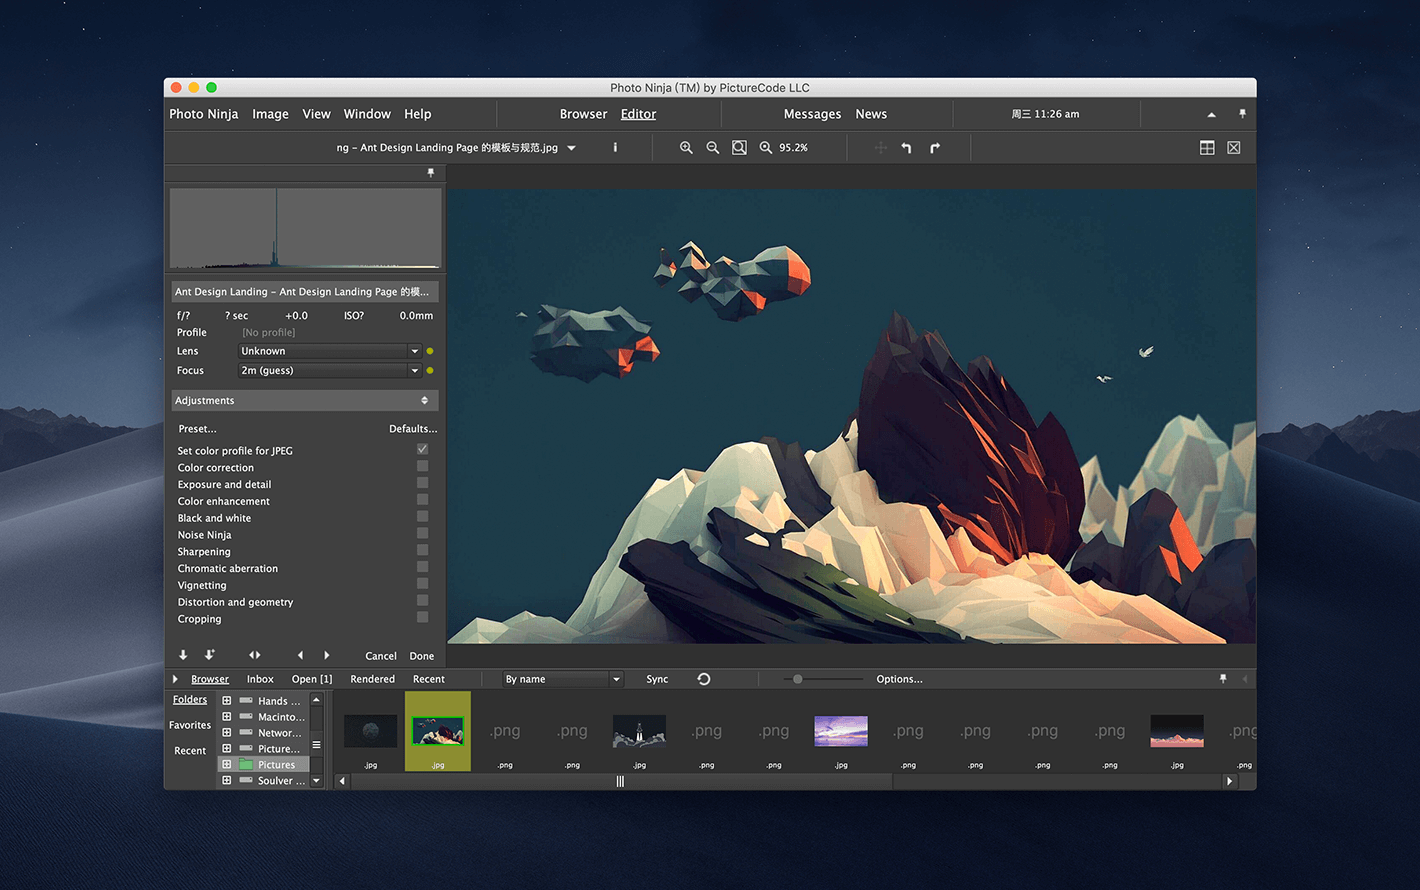 Photo Ninja (TM) by PictureCode LLC
Photo Ninja Image View Window Help Browser Editor Messages News 周三 11:26 am
ng – Ant Design Landing Page 的模板与规范.jpg i 95.2%
Ant Design Landing – Ant Design Landing Page 的模...
f/? ? sec +0.0 ISO? 0.0mm
Profile [No profile]
Lens Unknown
Focus 2m (guess)
Adjustments
Preset... Defaults...
Set color profile for JPEG
Color correction
Exposure and detail
Color enhancement
Black and white
Noise Ninja
Sharpening
Chromatic aberration
Vignetting
Distortion and geometry
Cropping
Cancel Done
Browser Inbox Open [1] Rendered Recent By name Sync Options...
Folders
Favorites
Recent
Hands ...
Macinto...
Networ...
Picture...
Pictures
Soulver ...
.png .png .png .png .png .png .png .png .png
.jpg .jpg .png .png .jpg .png .png .jpg .png .png .png .png .jpg .png